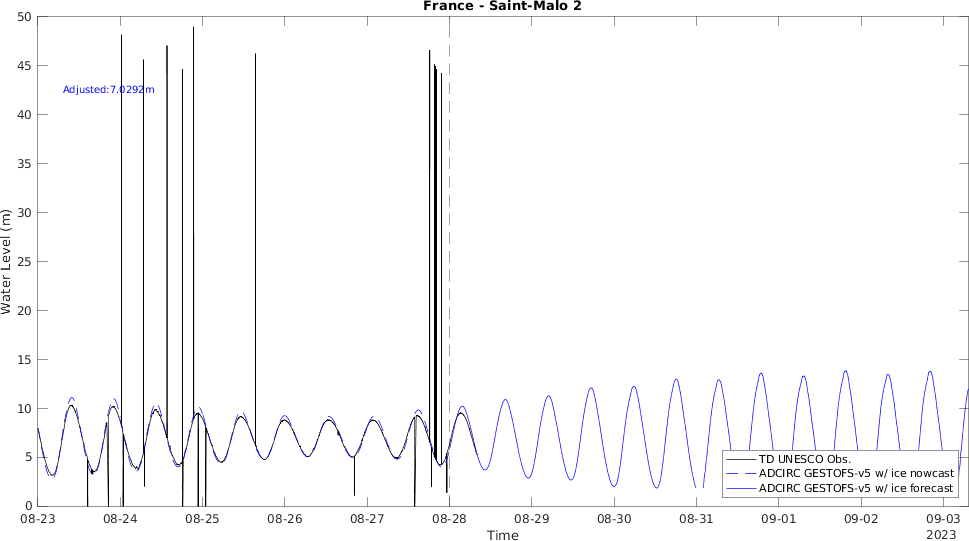 France - Saint-Malo 2
50
45
40
35
30
25
20
15
10
5
0
Water Level (m)
Adjusted:7.0292m
TD UNESCO Obs.
ADCIRC GESTOFS-v5 w/ ice nowcast
ADCIRC GESTOFS-v5 w/ ice forecast
08-23 08-24 08-25 08-26 08-27 08-28 08-29 08-30 08-31 09-01 09-02 09-03
Time
2023